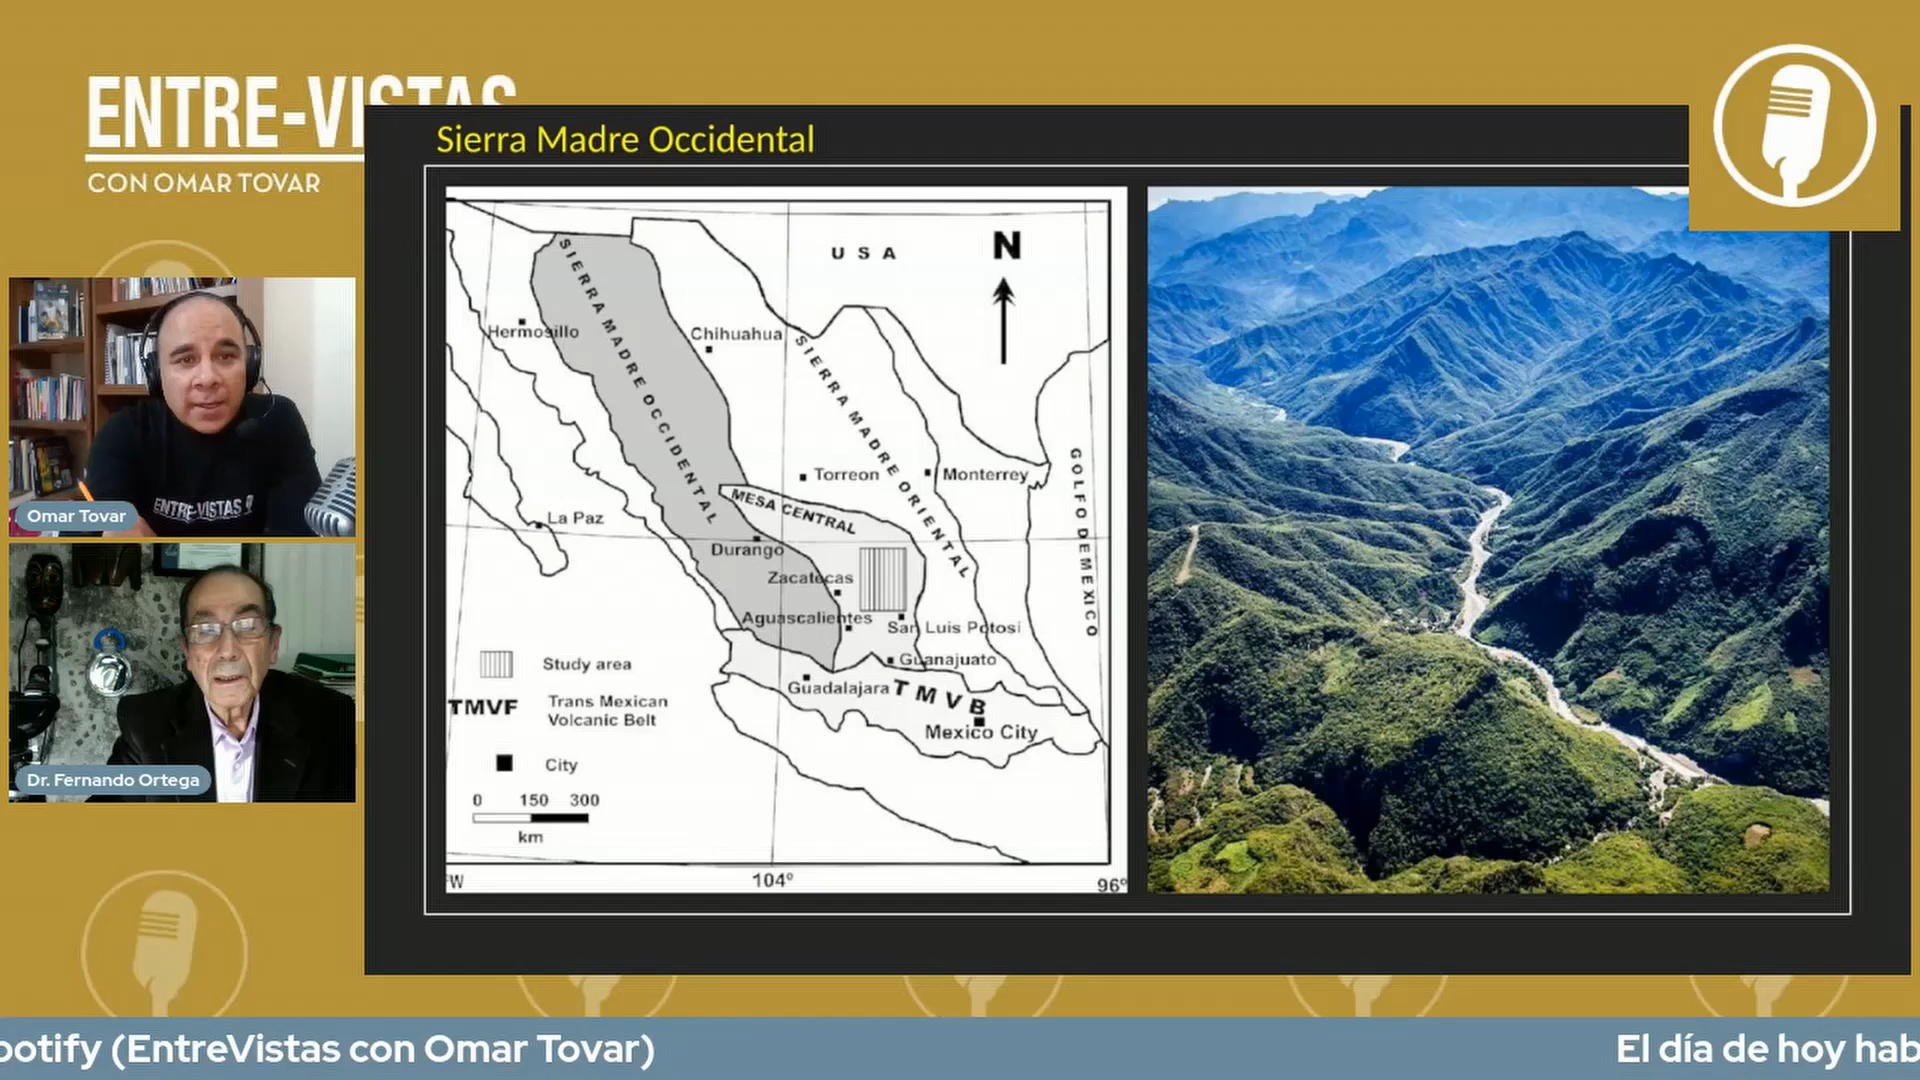 ENTRE-VISTAS
CON OMAR TOVAR
Sierra Madre Occidental
USA
N
SIERRA MADRE OCCIDENTAL
Hermosillo
Chihuahua
SIERRA MADRE ORIENTAL
Torreon
Monterrey
GOLFO DE MEXICO
MESA CENTRAL
La Paz
Durango
Zacatecas
Aguascalientes
San Luis Potosi
Guanajuato
Guadalajara
TMVB
Mexico City
Study area
TMVF
Trans Mexican
Volcanic Belt
City
0 150 300
km
W
104º
96º
ENTRE-VISTAS
Omar Tovar
Dr. Fernando Ortega
potify (EntreVistas con Omar Tovar)
El día de hoy hab